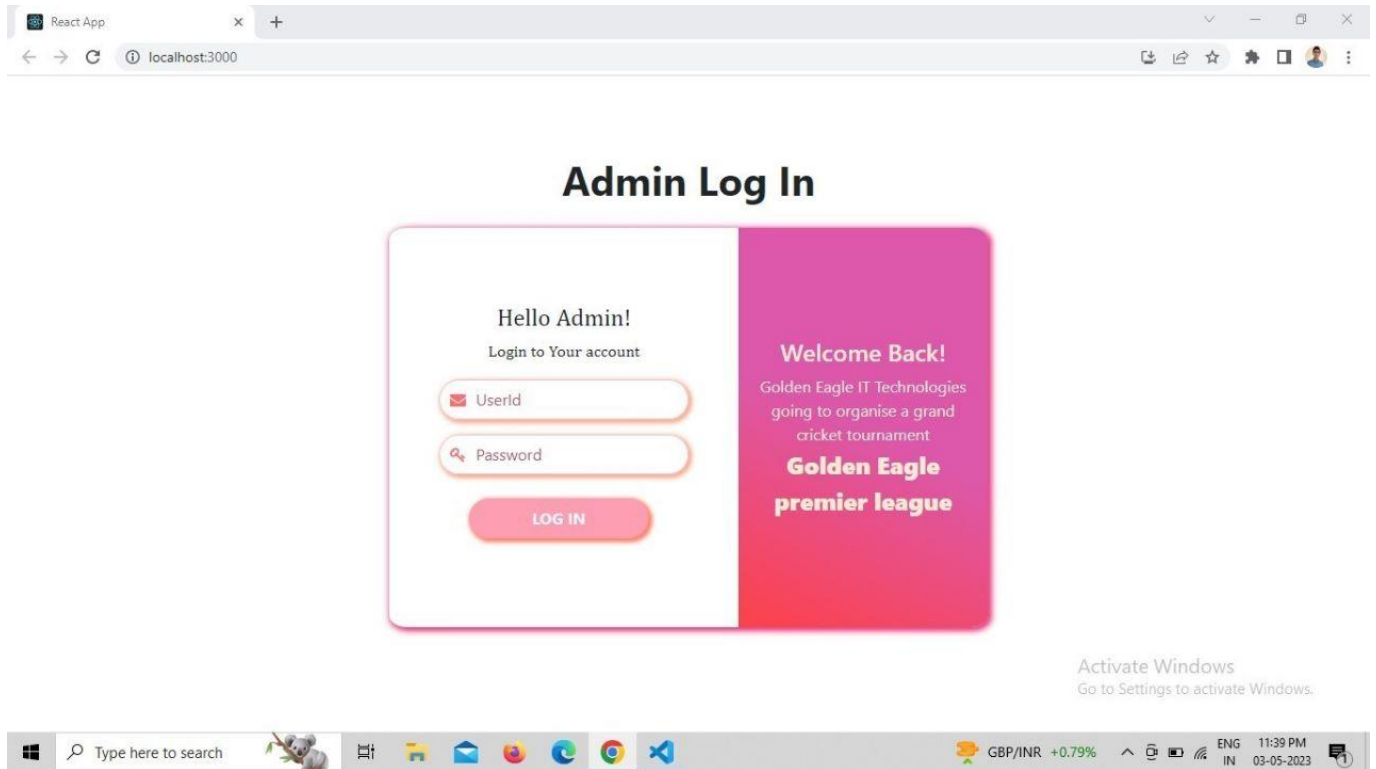 React App
localhost:3000
Admin Log In
Hello Admin!
Login to Your account
UserId
Password
LOG IN
Welcome Back!
Golden Eagle IT Technologies
going to organise a grand
cricket tournament
Golden Eagle
premier league
Activate Windows
Go to Settings to activate Windows.
Type here to search
GBP/INR +0.79%
ENG
IN
11:39 PM
03-05-2023
1